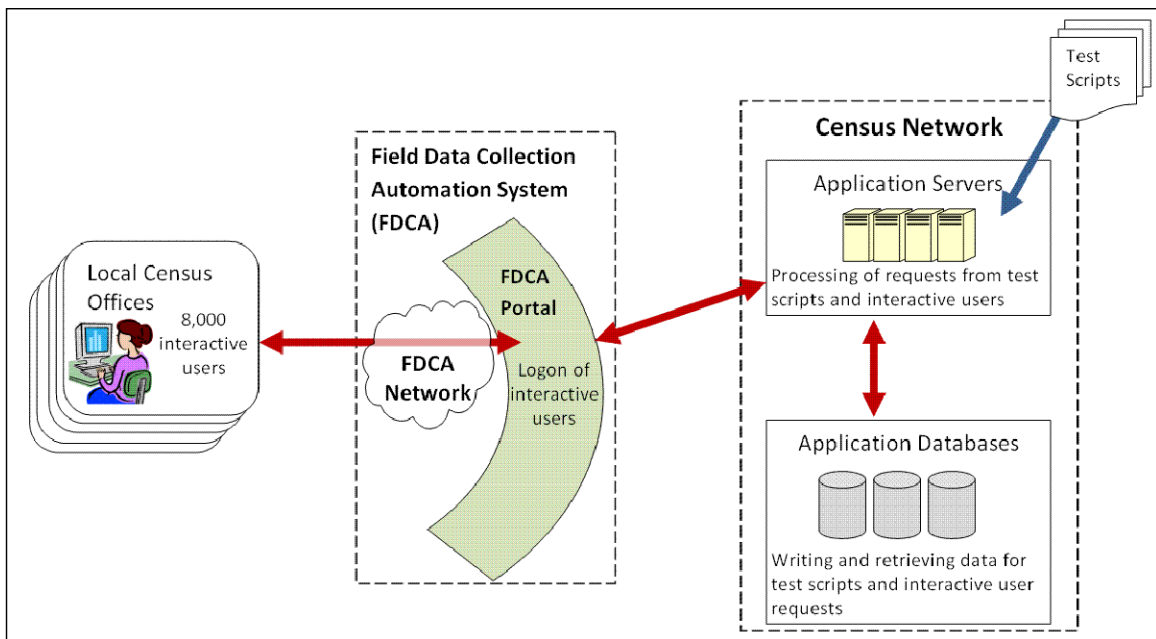 Test
Scripts
Census Network
Field Data Collection
Automation System
(FDCA)
Application Servers
FDCA
Portal
Local Census
Offices
8,000
interactive
users
Processing of requests from test
scripts and interactive users
FDCA
Network
Logon of
interactive
users
Application Databases
Writing and retrieving data for
test scripts and interactive user
requests